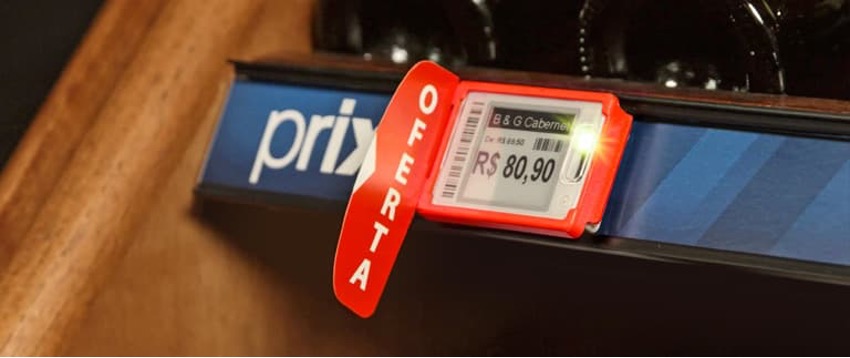 prix
OFERTA
B & G Cabernet
R$ 80,90